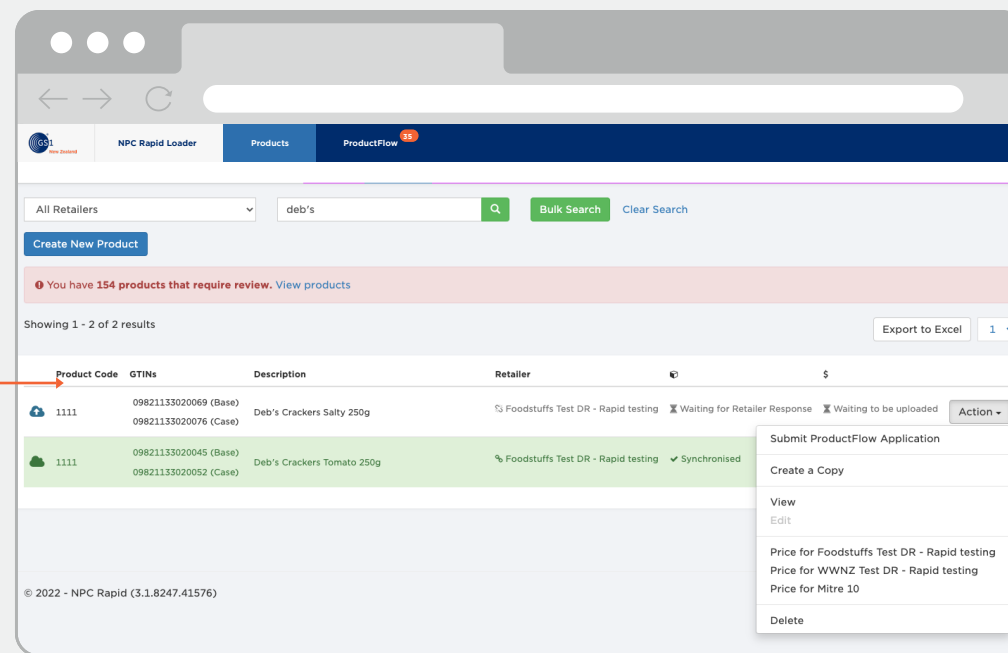 GS1
New Zealand
NPC Rapid Loader
Products
ProductFlow
35
All Retailers
deb's
Bulk Search
Clear Search
Create New Product
You have 154 products that require review. View products
Showing 1 - 2 of 2 results
Export to Excel
1
Product Code GTINs Description Retailer $
1111 09821133020069 (Base) Deb's Crackers Salty 250g Foodstuffs Test DR - Rapid testing Waiting for Retailer Response Waiting to be uploaded Action
09821133020076 (Case)
1111 09821133020045 (Base) Deb's Crackers Tomato 250g Foodstuffs Test DR - Rapid testing Synchronised
09821133020052 (Case)
Submit ProductFlow Application
Create a Copy
View
Edit
Price for Foodstuffs Test DR - Rapid testing
Price for WWNZ Test DR - Rapid testing
Price for Mitre 10
Delete
© 2022 - NPC Rapid (3.1.8247.41576)